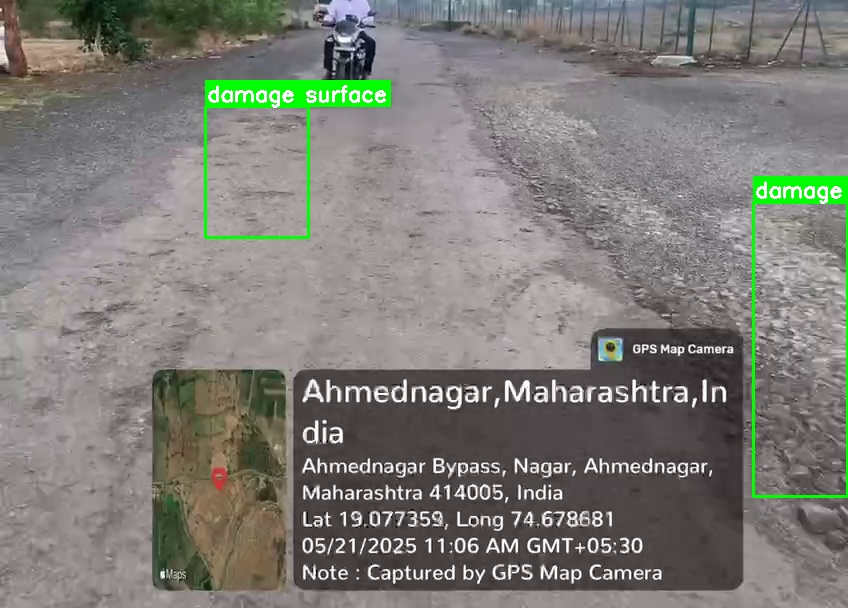 damage surface
damage
GPS Map Camera
Ahmednagar,Maharashtra,In
dia
Ahmednagar Bypass, Nagar, Ahmednagar,
Maharashtra 414005, India
Lat 19.077359, Long 74.678681
05/21/2025 11:06 AM GMT+05:30
Note : Captured by GPS Map Camera
Maps